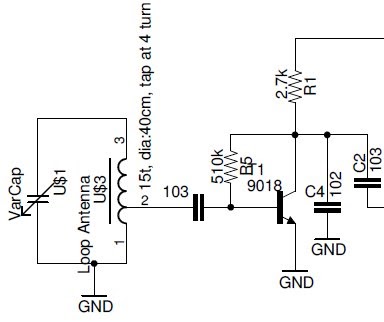 15t, dia:40cm, tap at 4 turn
2.7k
R1
VarCap
U$1
Loop Antenna
U$3
3
2
1
103
510k
R5
T1
9018
C4
102
C2
103
GND
GND
GND